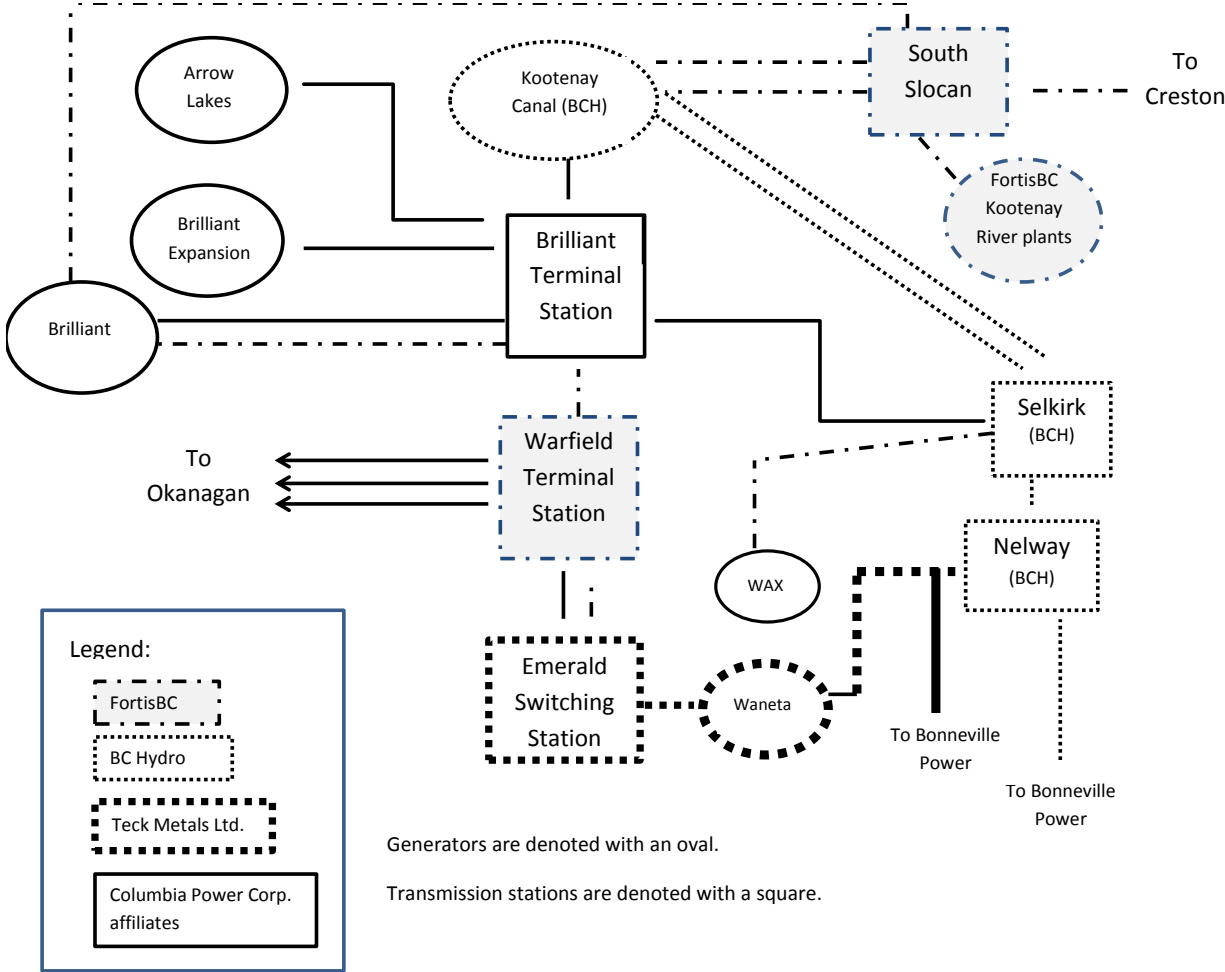 Arrow
Lakes
Kootenay
Canal (BCH)
South
Slocan
To
Creston
FortisBC
Kootenay
River plants
Brilliant
Expansion
Brilliant
Terminal
Station
Brilliant
Selkirk
(BCH)
To
Okanagan
Warfield
Terminal
Station
Nelway
(BCH)
WAX
Emerald
Switching
Station
Waneta
To Bonneville
Power
To Bonneville
Power
Legend:
FortisBC
BC Hydro
Teck Metals Ltd.
Columbia Power Corp.
affiliates
Generators are denoted with an oval.
Transmission stations are denoted with a square.